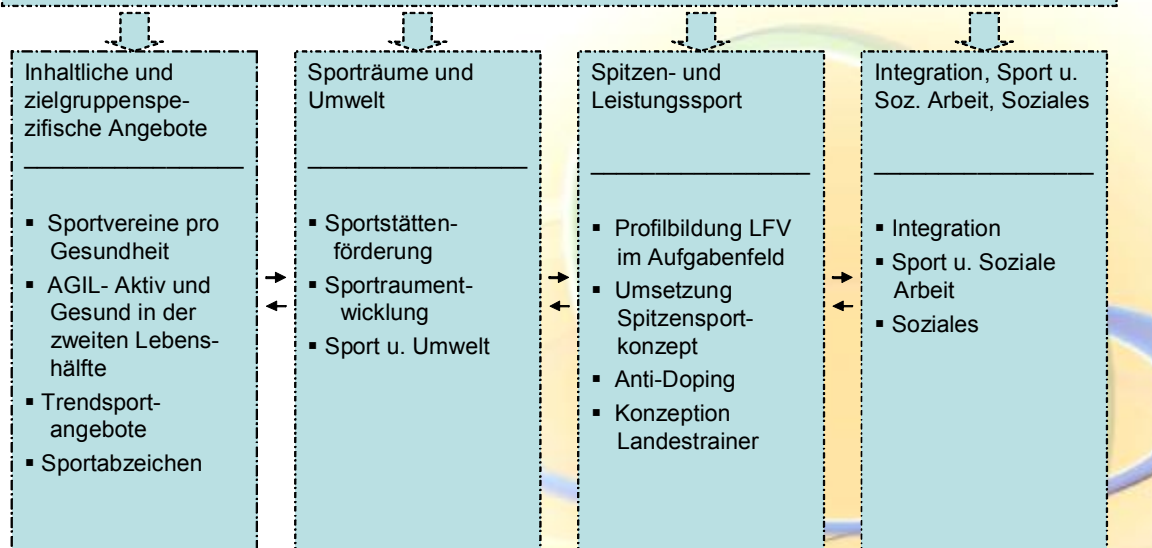 Inhaltliche und
zielgruppenspe-
zifische Angebote
▪ Sportvereine pro
Gesundheit
▪ AGIL- Aktiv und
Gesund in der
zweiten Lebens-
hälfte
▪ Trendsport-
angebote
▪ Sportabzeichen
Sporträume und
Umwelt
▪ Sportstätten-
förderung
▪ Sportraument-
wicklung
▪ Sport u. Umwelt
Spitzen- und
Leistungssport
▪ Profilbildung LFV
im Aufgabenfeld
▪ Umsetzung
Spitzensport-
konzept
▪ Anti-Doping
▪ Konzeption
Landestrainer
Integration, Sport u.
Soz. Arbeit, Soziales
▪ Integration
▪ Sport u. Soziale
Arbeit
▪ Soziales